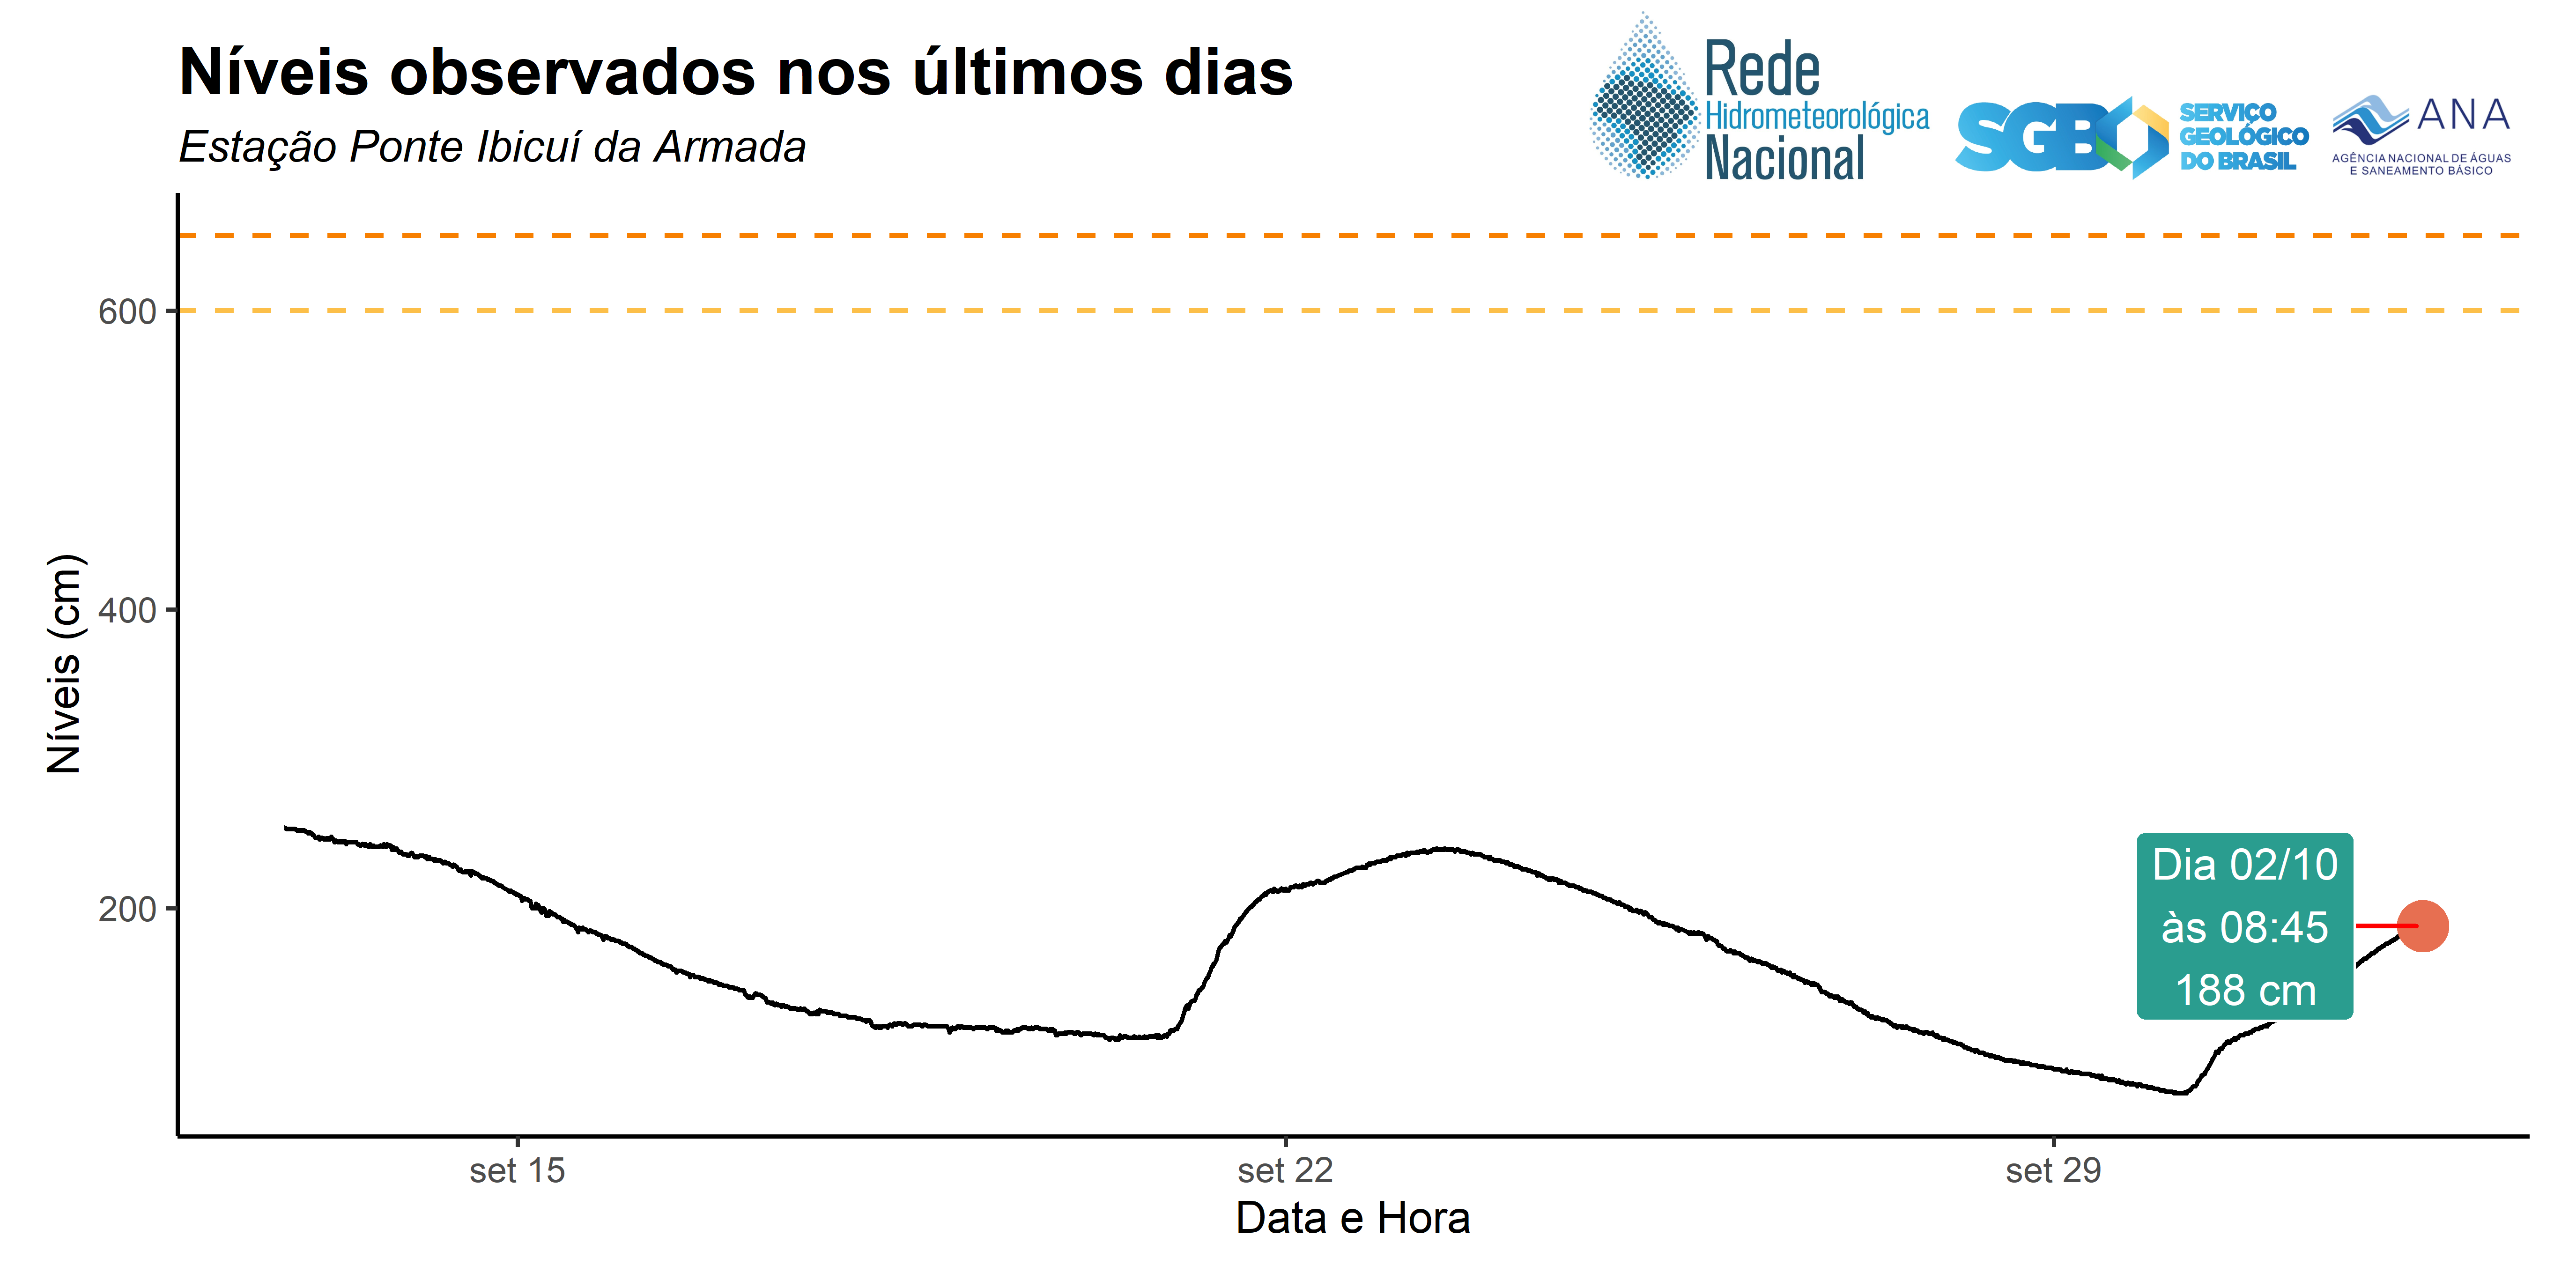 Níveis observados nos últimos dias
Estação Ponte Ibicuí da Armada
Rede
Hidrometeorológica
Nacional
SGB
SERVIÇO
GEOLÓGICO
DO BRASIL
ANA
AGÊNCIA NACIONAL DE ÁGUAS
E SANEAMENTO BÁSICO
Níveis (cm)
600
400
200
Dia 02/10
às 08:45
188 cm
set 15
set 22
set 29
Data e Hora